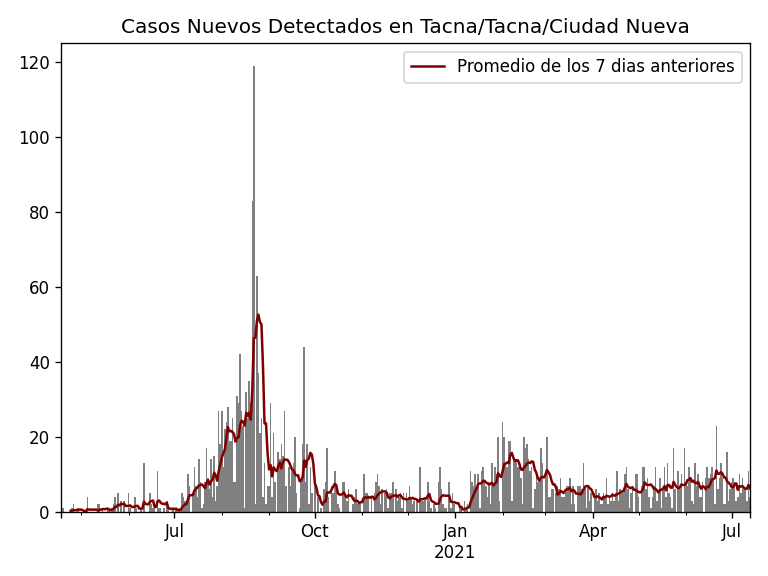 Casos Nuevos Detectados en Tacna/Tacna/Ciudad Nueva
Promedio de los 7 dias anteriores
120
100
80
60
40
20
0
Jul
Oct
Jan
2021
Apr
Jul